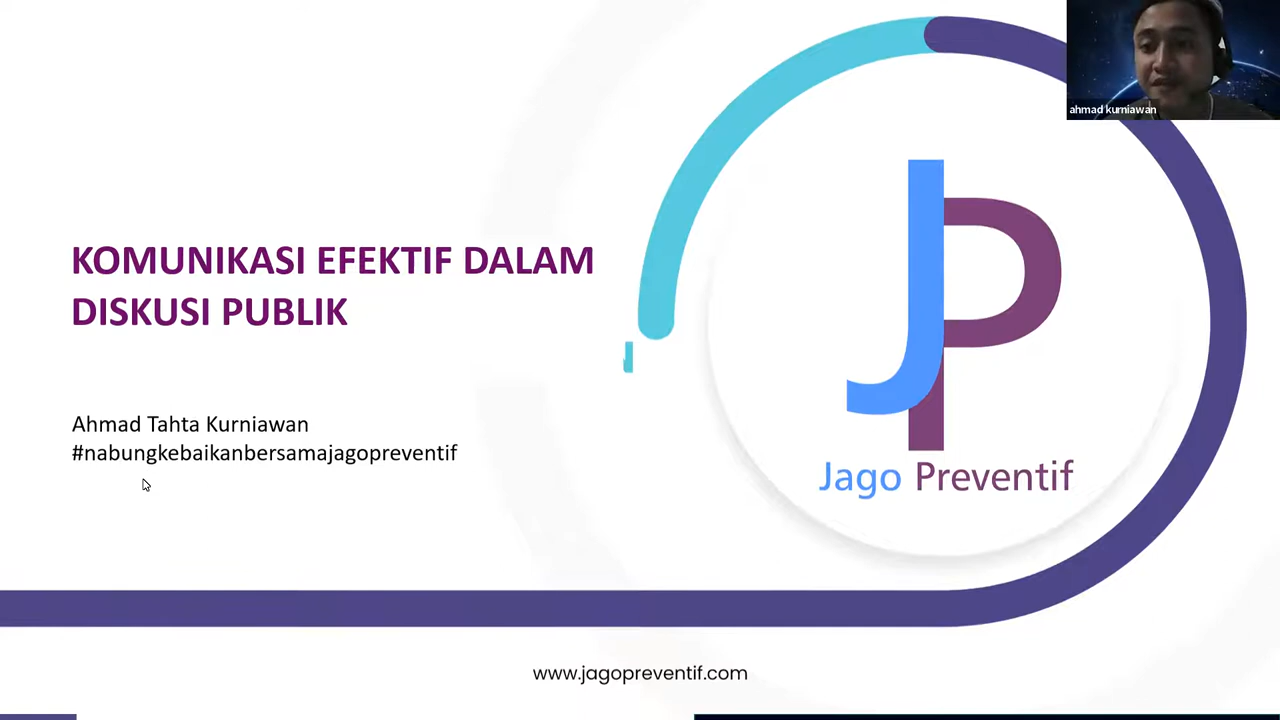 ahmad kurniawan
KOMUNIKASI EFEKTIF DALAM
DISKUSI PUBLIK
Ahmad Tahta Kurniawan
#nabungkebaikanbersamajagopreventif
JP
Jago Preventif
www.jagopreventif.com